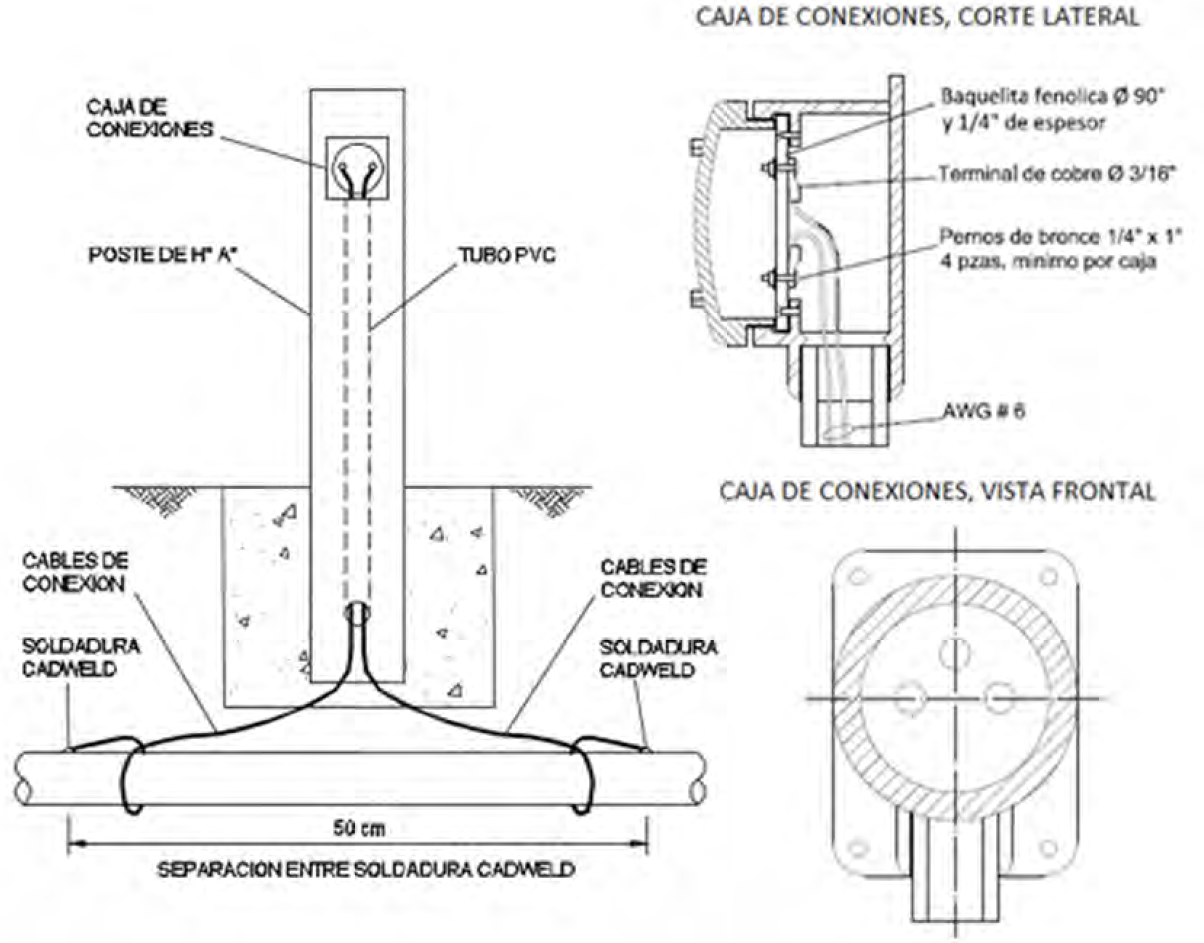 CAJA DE CONEXIONES, CORTE LATERAL
CAJA DE
CONEXIONES
POSTE DE H° A°
TUBO PVC
Baquelita fenolica Ø 90"
y 1/4" de espesor
Terminal de cobre Ø 3/16"
Pernos de bronce 1/4" x 1"
4 pzas, minimo por caja
AWG # 6
CAJA DE CONEXIONES, VISTA FRONTAL
CABLES DE
CONEXION
SOLDADURA
CADWELD
CABLES DE
CONEXION
SOLDADURA
CADWELD
50 cm
SEPARACION ENTRE SOLDADURA CADWELD